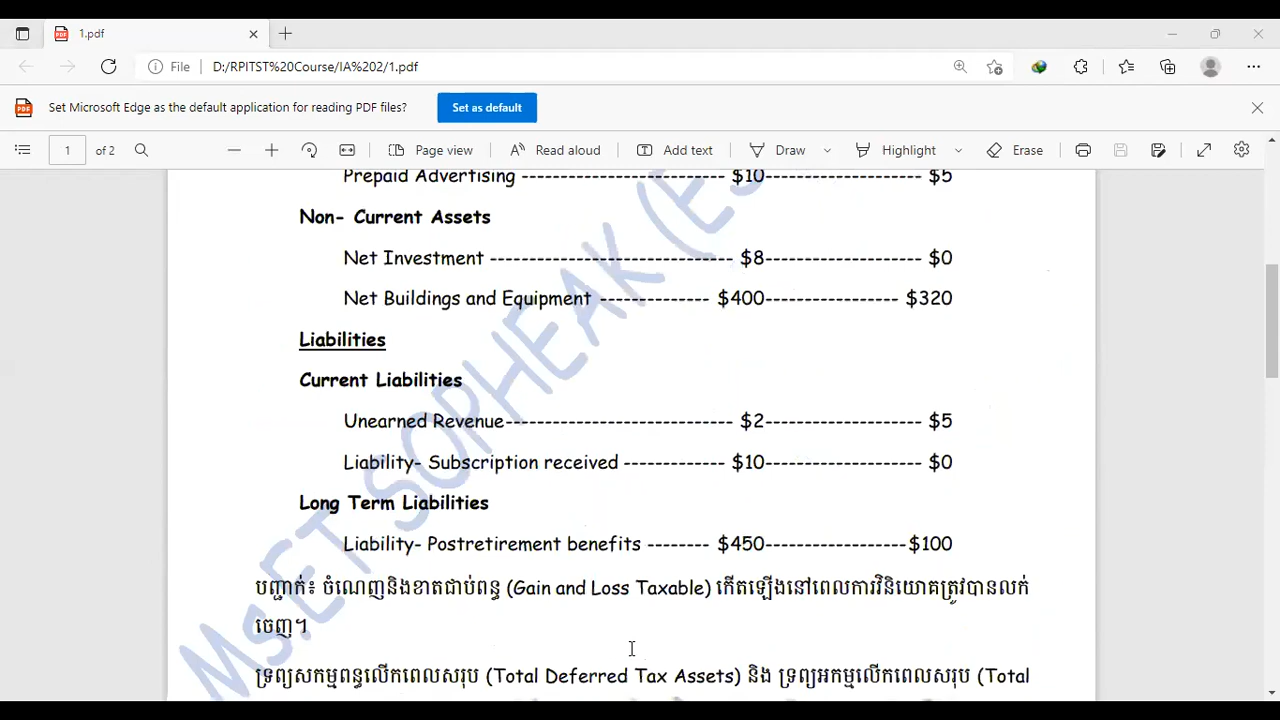 1.pdf
File D:/RPITST%20Course/IA%202/1.pdf
Set Microsoft Edge as the default application for reading PDF files? Set as default
1 of 2 Page view Read aloud Add text Draw Highlight Erase
Prepaid Advertising ------------------------- $10------------------- $5
Non- Current Assets
Net Investment ----------------------------- $8------------------- $0
Net Buildings and Equipment ------------- $400---------------- $320
Liabilities
Current Liabilities
Unearned Revenue--------------------------- $2------------------- $5
Liability- Subscription received ------------ $10------------------- $0
Long Term Liabilities
Liability- Postretirement benefits -------- $450-----------------$100
បញ្ជាក់៖ ចំណេញនិងខាតជាប់ពន្ធ (Gain and Loss Taxable) កើតឡើងនៅពេលការវិនិយោគត្រូវបានលក់
ចេញ។
ទ្រព្យសកម្មពន្ធលើកពេលសរុប (Total Deferred Tax Assets) និង ទ្រព្យអកម្មលើកពេលសរុប (Total
Ms.ET SOPHEAK (ES